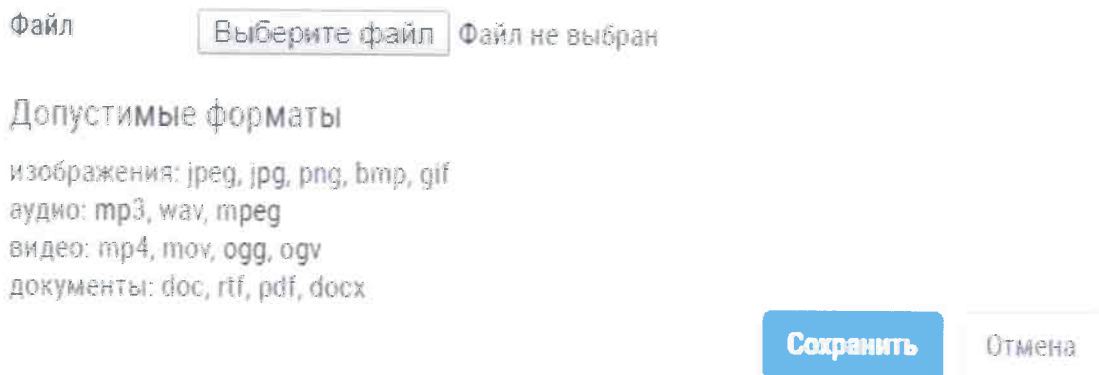 Файл Выберите файл Файл не выбран
Допустимые форматы
изображения: jpeg, jpg, png, bmp, gif
аудио: mp3, wav, mpeg
видео: mp4, mov, ogg, ogv
документы: doc, rtf, pdf, docx
Сохранить Отмена